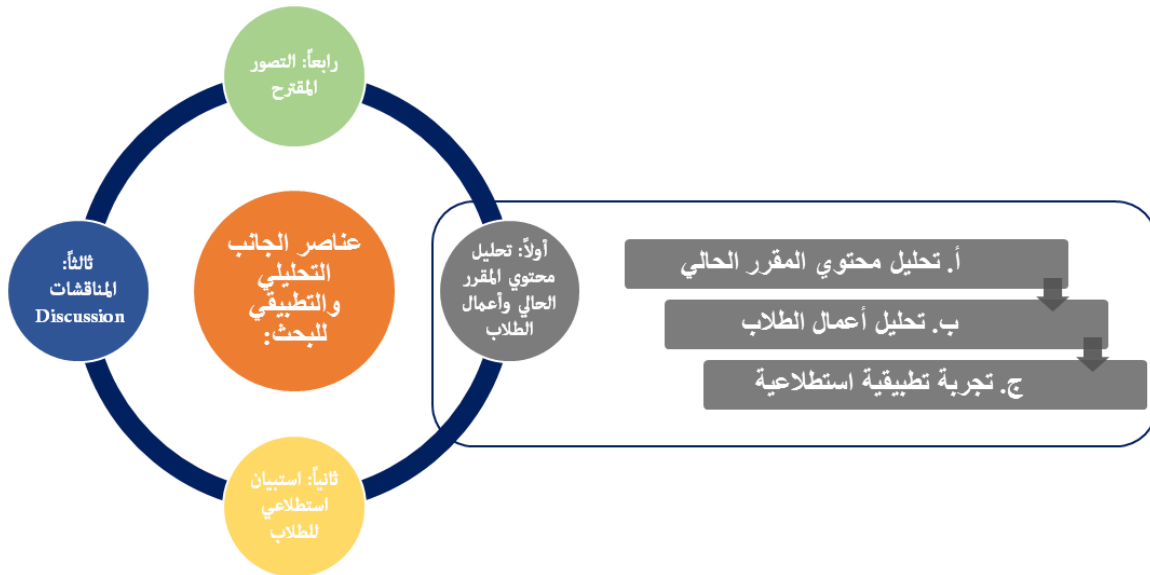 رابعاً: التصور
المقترح
عناصر الجانب
التحليلي
والتطبيقي
للبحث:
أولاً: تحليل
محتوي المقرر
الحالي وأعمال
الطلاب
أ. تحليل محتوي المقرر الحالي
ب. تحليل أعمال الطلاب
ج. تجربة تطبيقية استطلاعية
ثانياً: استبيان
استطلاعي
للطلاب
ثالثاً:
المناقشات
Discussion